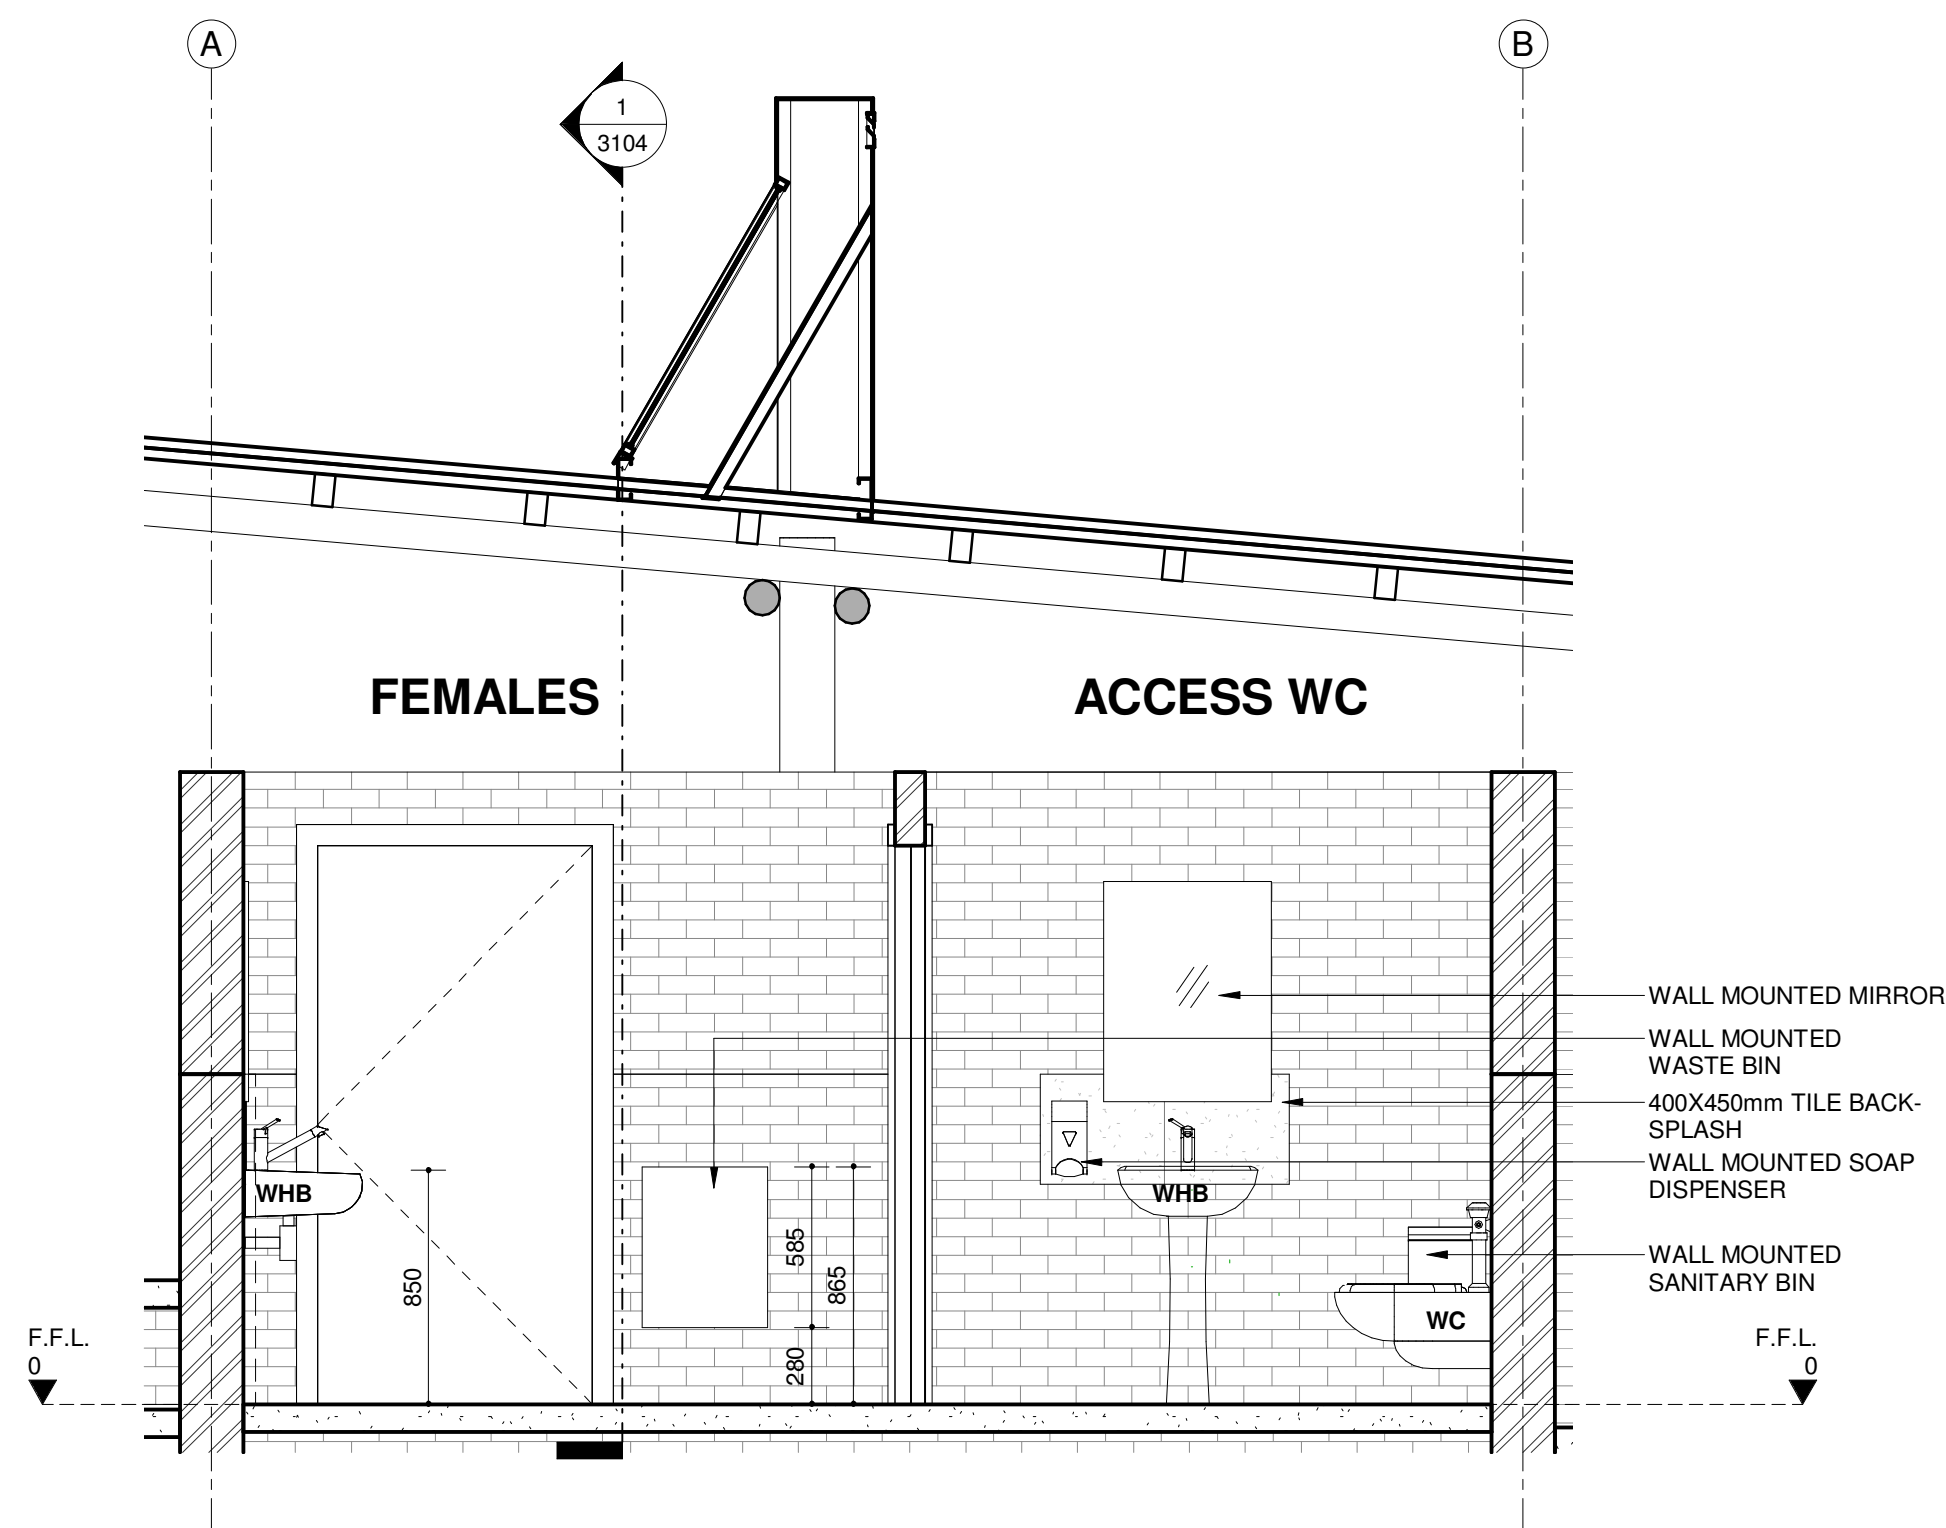 A
B
1
3104
FEMALES
ACCESS WC
WALL MOUNTED MIRROR
WALL MOUNTED
WASTE BIN
400X450mm TILE BACK-
SPLASH
WALL MOUNTED SOAP
DISPENSER
WHB
WHB
585
850
865
WALL MOUNTED
SANITARY BIN
WC
F.F.L.
0
280
F.F.L.
0